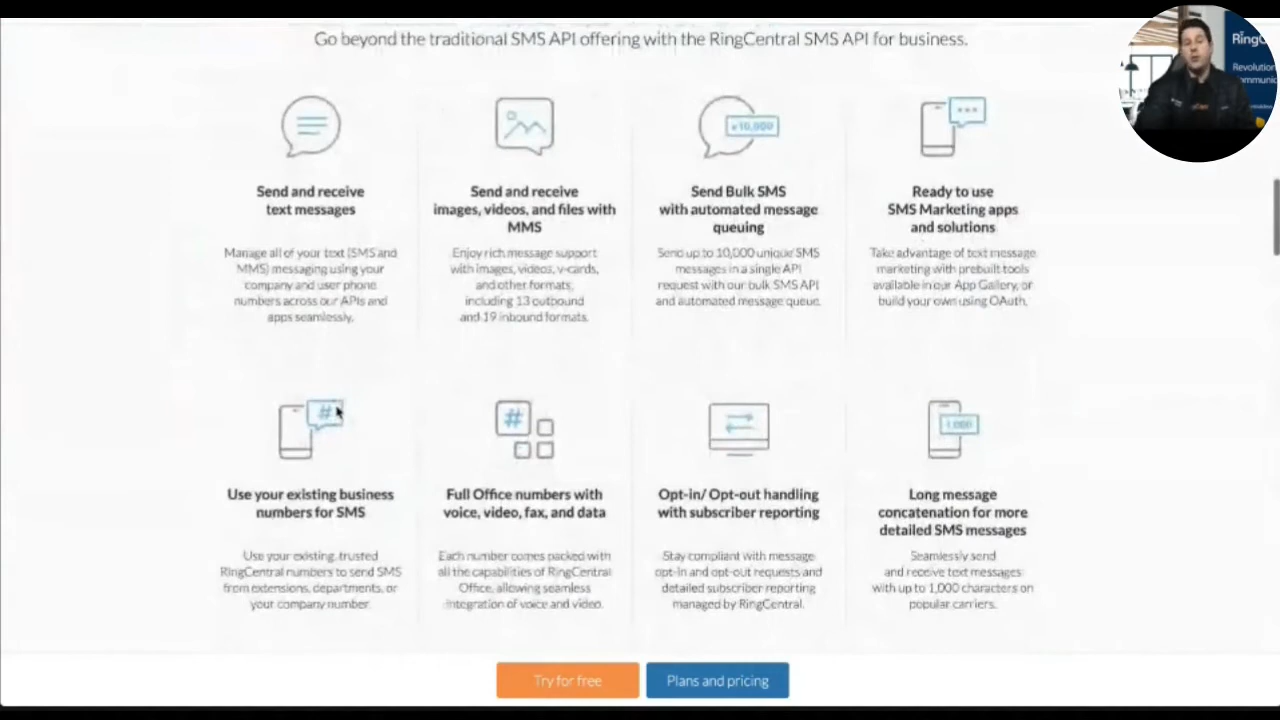 Go beyond the traditional SMS API offering with the RingCentral SMS API for business.
RingC
Revolution
ommunic
≤10,000
Send and receive
text messages
Manage all of your text (SMS and
MMS) messaging using your
company and user phone
numbers across our APIs and
apps seamlessly.
Send and receive
images, videos, and files with
MMS
Enjoy rich message support
with images, videos, v-cards,
and other formats,
including 13 outbound
and 19 inbound formats.
Send Bulk SMS
with automated message
queuing
Send up to 10,000 unique SMS
messages in a single API
request with our bulk SMS API
and automated message queue.
Ready to use
SMS Marketing apps
and solutions
Take advantage of text message
marketing with prebuilt tools
available in our App Gallery, or
build your own using OAuth.
#
Use your existing business
numbers for SMS
Use your existing, trusted
RingCentral numbers to send SMS
from extensions, departments, or
your company number.
#
Full Office numbers with
voice, video, fax, and data
Each number comes packed with
all the capabilities of RingCentral
Office, allowing seamless
integration of voice and video.
Opt-in/ Opt-out handling
with subscriber reporting
Stay compliant with message
opt-in and opt-out requests and
detailed subscriber reporting
managed by RingCentral.
1,000
Long message
concatenation for more
detailed SMS messages
Seamlessly send
and receive text messages
with up to 1,000 characters on
popular carriers.
Try for free
Plans and pricing